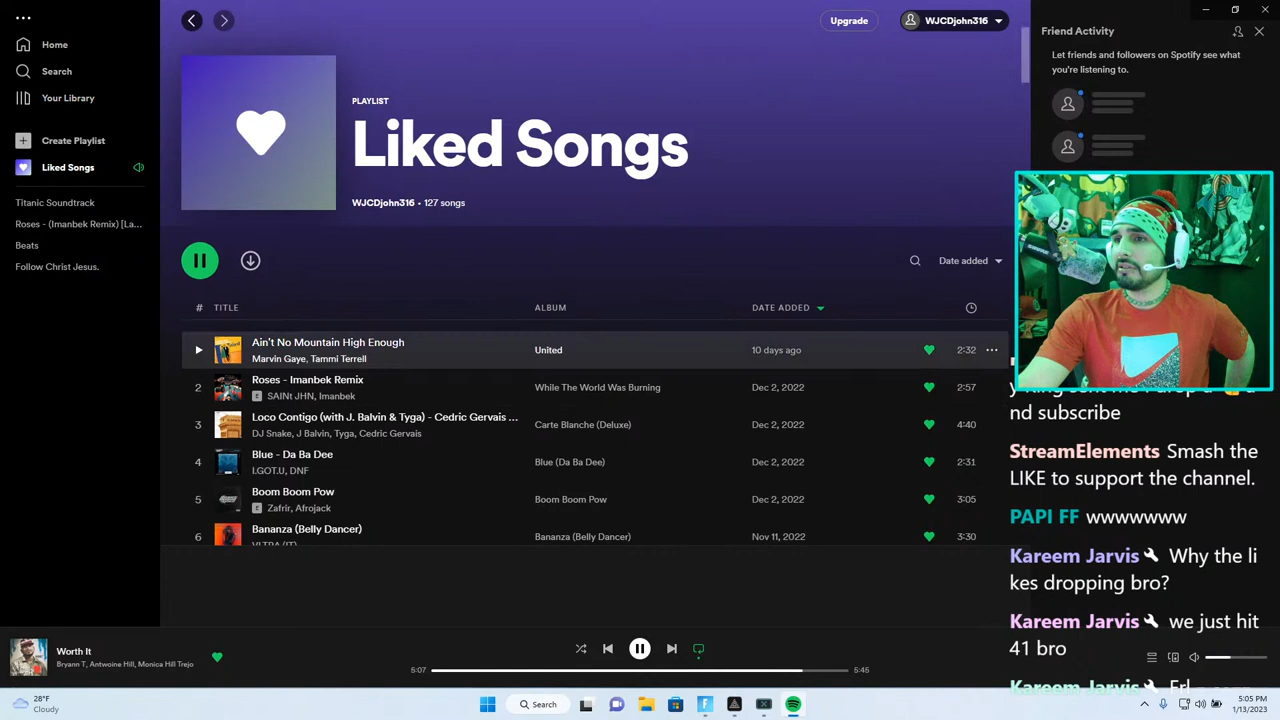 Home
Search
Your Library
Create Playlist
Liked Songs
Titanic Soundtrack
Roses - (Imanbek Remix) [La...
Beats
Follow Christ Jesus.
Upgrade
WJCDjohn316
PLAYLIST
Liked Songs
WJCDjohn316 • 127 songs
Date added
# TITLE ALBUM DATE ADDED
Ain't No Mountain High Enough
Marvin Gaye, Tammi Terrell
United
10 days ago
2:32
2
Roses - Imanbek Remix
E SAINt JHN, Imanbek
While The World Was Burning
Dec 2, 2022
2:57
3
Loco Contigo (with J. Balvin & Tyga) - Cedric Gervais ...
DJ Snake, J Balvin, Tyga, Cedric Gervais
Carte Blanche (Deluxe)
Dec 2, 2022
4:40
4
Blue - Da Ba Dee
I.GOT.U, DNF
Blue (Da Ba Dee)
Dec 2, 2022
2:31
5
Boom Boom Pow
E Zafrir, Afrojack
Boom Boom Pow
Dec 2, 2022
3:05
6
Bananza (Belly Dancer)
Bananza (Belly Dancer)
Nov 11, 2022
3:30
Friend Activity
Let friends and followers on Spotify see what
you're listening to.
nd subscribe
StreamElements Smash the
LIKE to support the channel.
PAPI FF wwwwwww
Kareem Jarvis Why the li
kes dropping bro?
Kareem Jarvis we just hit
41 bro
Kareem Jarvis
Worth It
Bryann T, Antwoine Hill, Monica Hill Trejo
5:07
5:45
28°F
Cloudy
Search
5:05 PM
1/13/2023